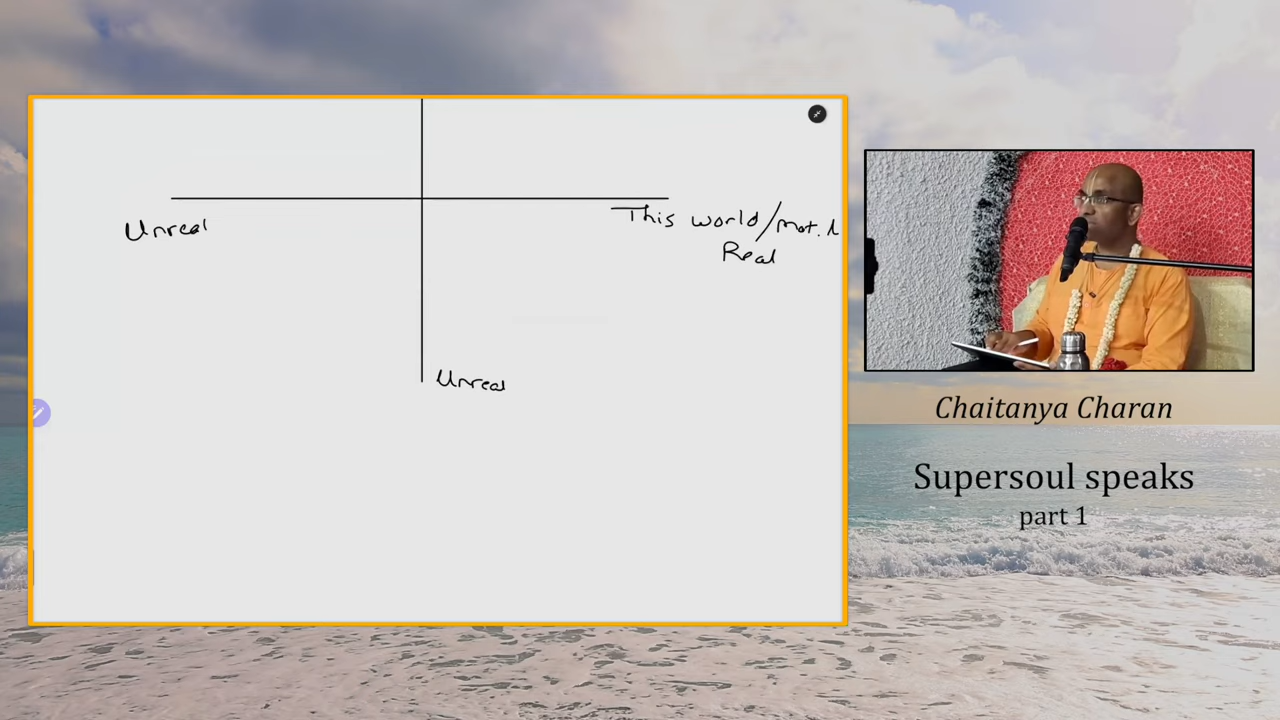 Unreal
This world/mat.
Real
Unreal
Chaitanya Charan
Supersoul speaks
part 1